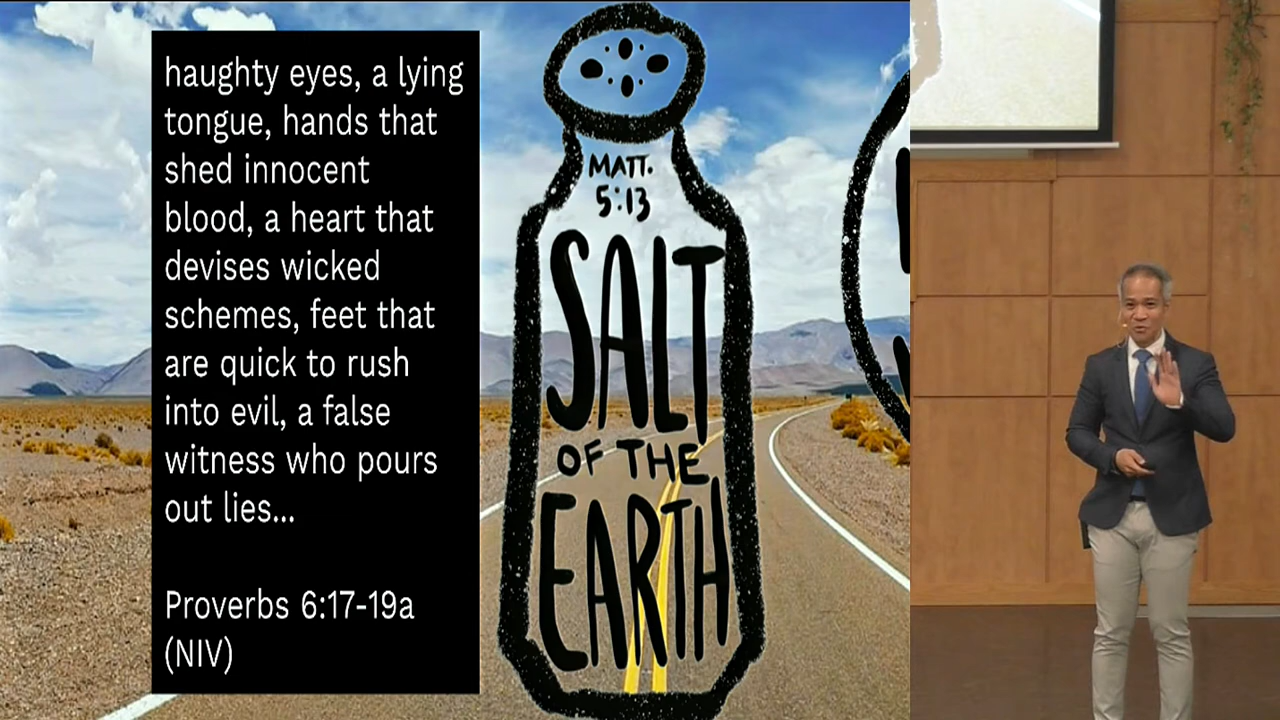 haughty eyes, a lying
tongue, hands that
shed innocent
blood, a heart that
devises wicked
schemes, feet that
are quick to rush
into evil, a false
witness who pours
out lies...
Proverbs 6:17-19a
(NIV)
MATT.
5:13
SALT
OF THE
EARTH